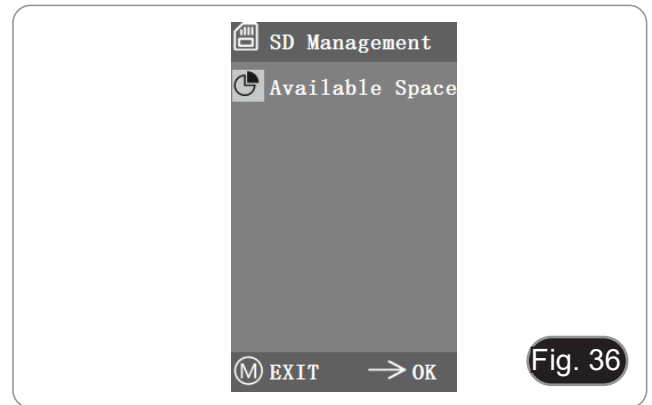 SD Management
Available Space
M EXIT → OK
Fig. 36